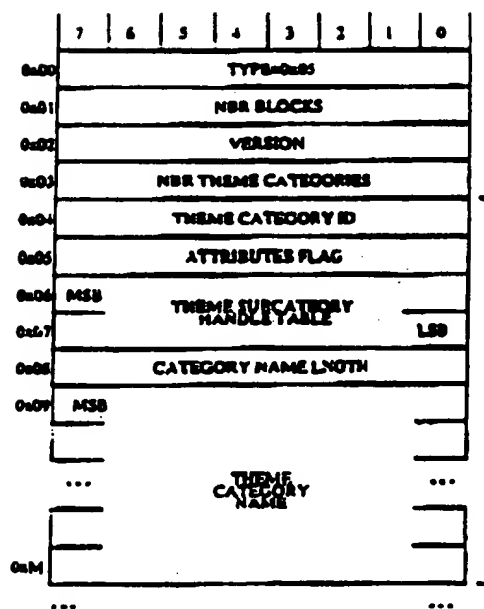 7 6 5 4 3 2 1 0
0x00 TYPE=0x05
0x01 NBR BLOCKS
0x02 VERSION
0x03 NBR THEME CATEGORIES
0x04 THEME CATEGORY ID
0x05 ATTRIBUTES FLAG
0x06 MSB
THEME SUBCATEGORY
HANDLE TABLE
0x07 LSB
0x08 CATEGORY NAME LNGTH
0x09 MSB
... ...
THEME
CATEGORY
NAME
0xM
... ...